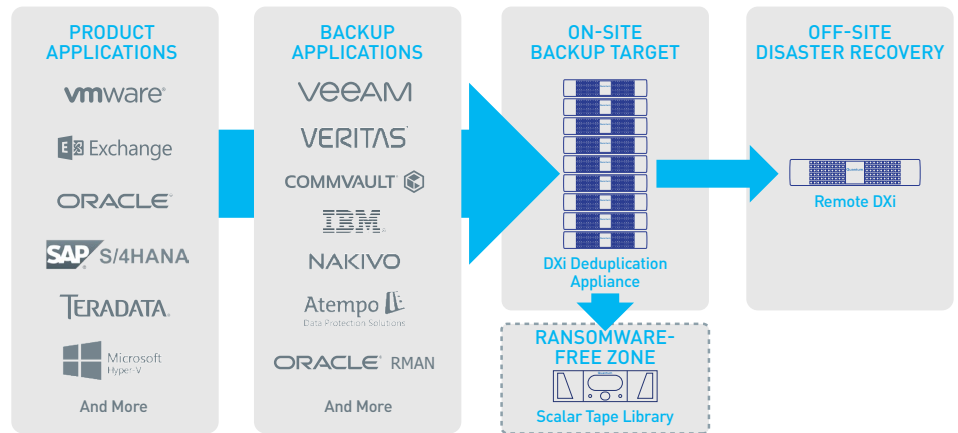 PRODUCT
APPLICATIONS
vmware®
Exchange
ORACLE®
SAP® S/4HANA
TERADATA®
Microsoft
Hyper-V
And More
BACKUP
APPLICATIONS
VEEAM
VERITAS™
COMMVAULT
IBM®
NAKIVO
Atempo
Data Protection Solutions
ORACLE® RMAN
And More
ON-SITE
BACKUP TARGET
DXi Deduplication
Appliance
RANSOMWARE-
FREE ZONE
Scalar Tape Library
OFF-SITE
DISASTER RECOVERY
Quantum
Remote DXi